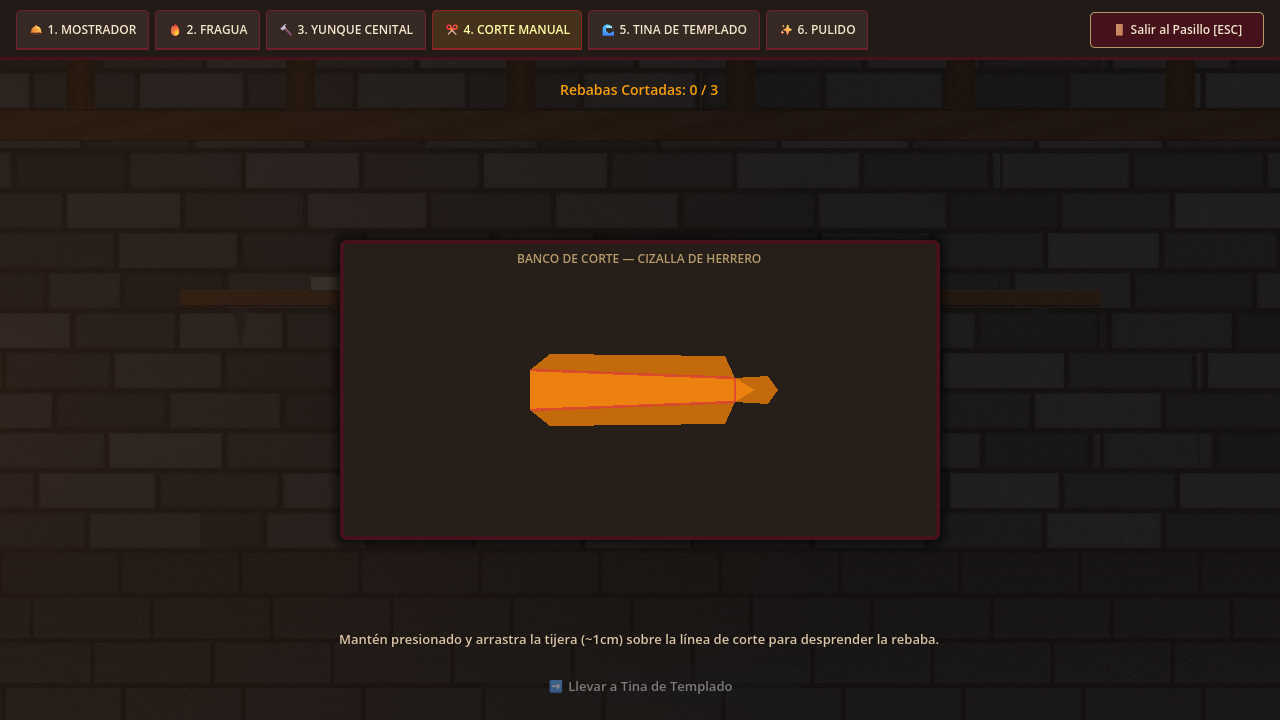 1. MOSTRADOR
2. FRAGUA
3. YUNQUE CENITAL
4. CORTE MANUAL
5. TINA DE TEMPLADO
6. PULIDO
Salir al Pasillo [ESC]
Rebabas Cortadas: 0 / 3
BANCO DE CORTE — CIZALLA DE HERRERO
Mantén presionado y arrastra la tijera (~1cm) sobre la línea de corte para desprender la rebaba.
Llevar a Tina de Templado